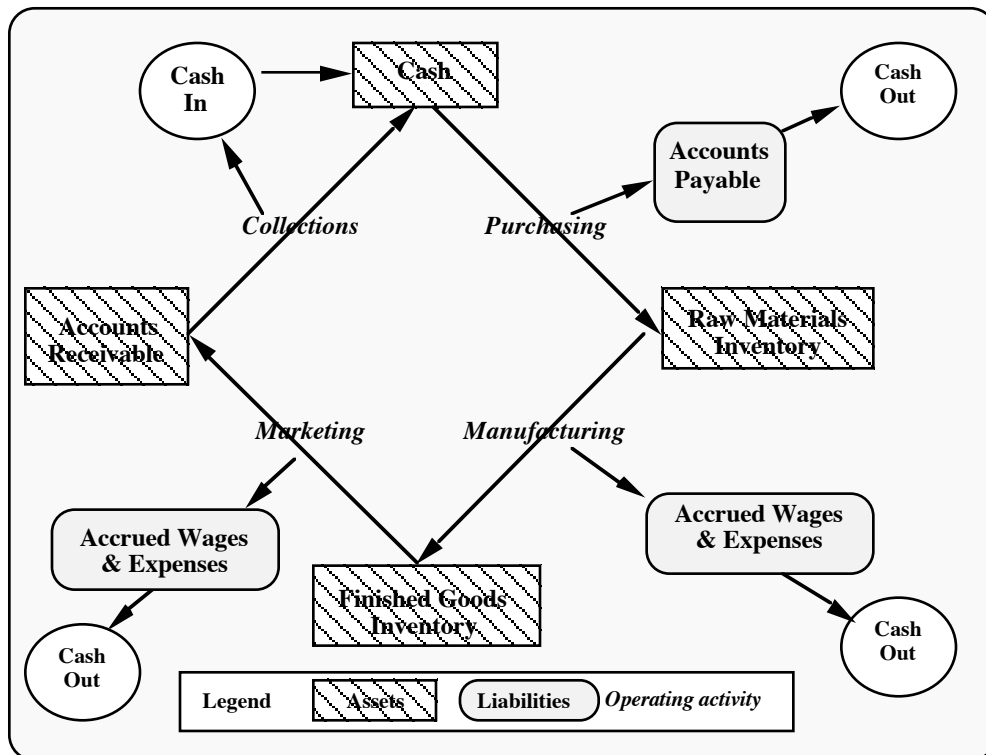 Cash
In
Cash
Cash
Out
Accounts
Payable
Collections
Purchasing
Accounts
Receivable
Raw Materials
Inventory
Marketing
Manufacturing
Accrued Wages
& Expenses
Accrued Wages
& Expenses
Finished Goods
Inventory
Cash
Out
Cash
Out
Legend
Assets
Liabilities
Operating activity